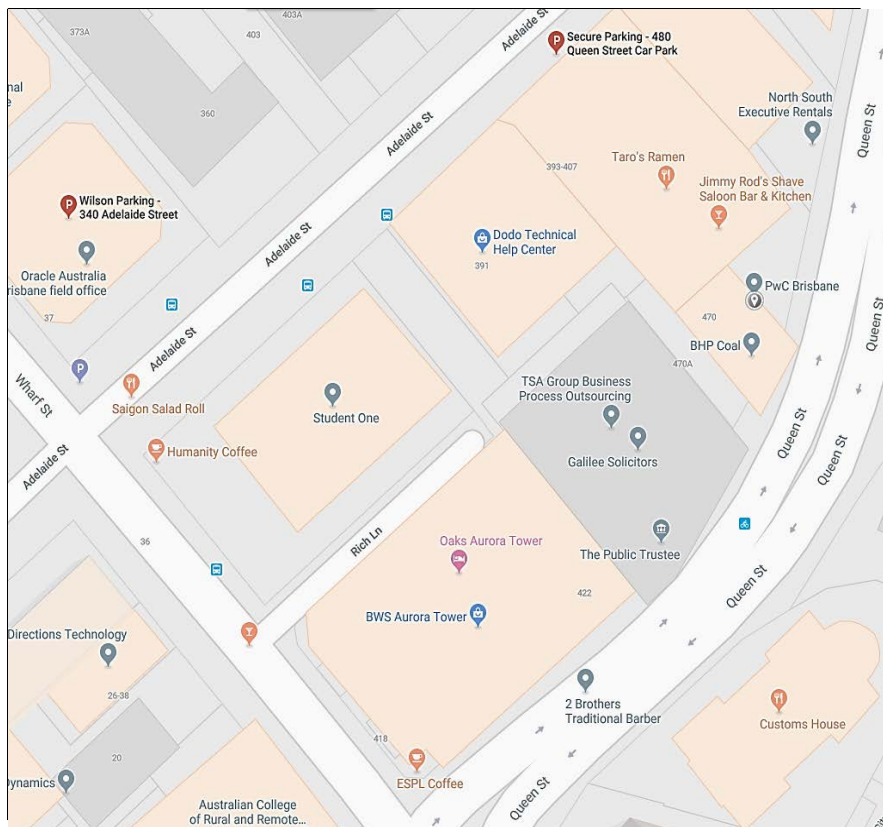 403A
373A
403
Adelaide St
Secure Parking - 480
Queen Street Car Park
nal
e
360
North South
Executive Rentals
Queen St
Adelaide St
393-407
Taro's Ramen
Jimmy Rod's Shave
Saloon Bar & Kitchen
Wilson Parking -
340 Adelaide Street
Adelaide St
Dodo Technical
Help Center
391
Oracle Australia
risbane field office
PwC Brisbane
37
470
Queen St
Adelaide St
BHP Coal
470A
Wharf St
TSA Group Business
Process Outsourcing
Saigon Salad Roll
Student One
Queen St
Humanity Coffee
Galilee Solicitors
Queen St
Adelaide St
Rich Ln
Oaks Aurora Tower
36
The Public Trustee
Queen St
422
BWS Aurora Tower
Directions Technology
26-38
2 Brothers
Traditional Barber
Customs House
418
20
ynamics
ESPL Coffee
Queen St
Australian College
of Rural and Remote...